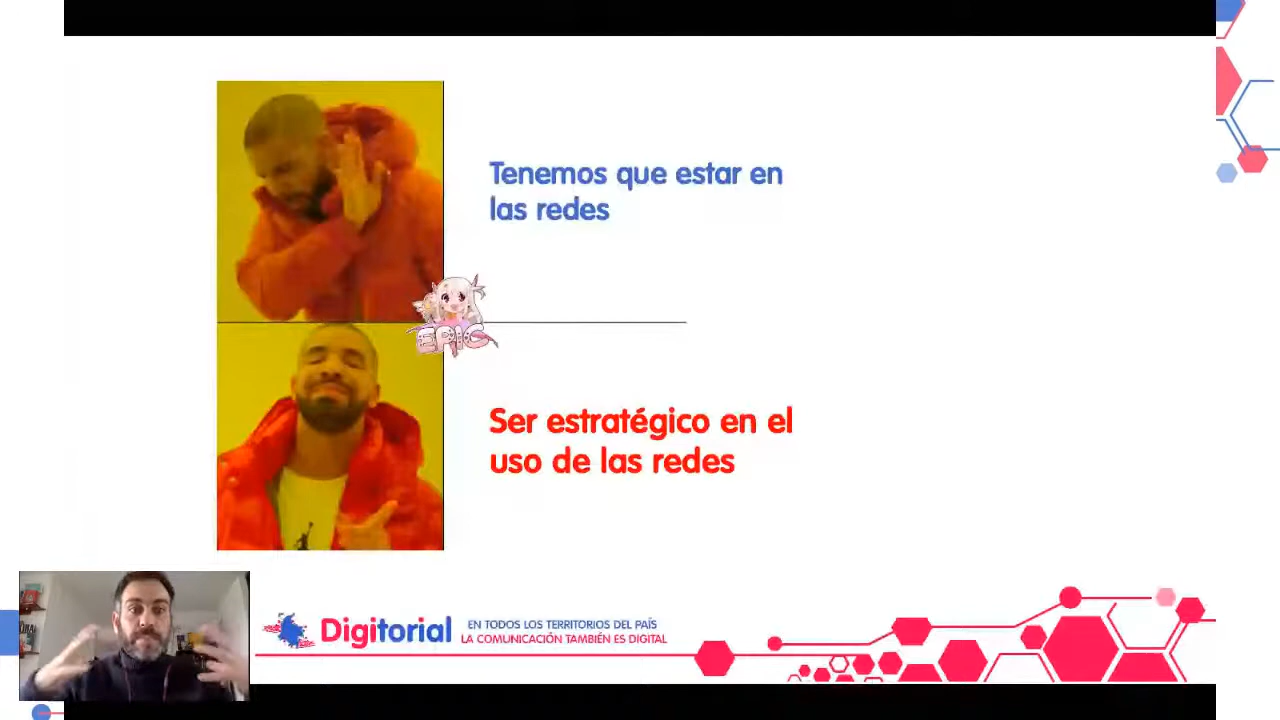 Tenemos que estar en
las redes
EPIC
Ser estratégico en el
uso de las redes
Digitorial
EN TODOS LOS TERRITORIOS DEL PAÍS
LA COMUNICACIÓN TAMBIÉN ES DIGITAL